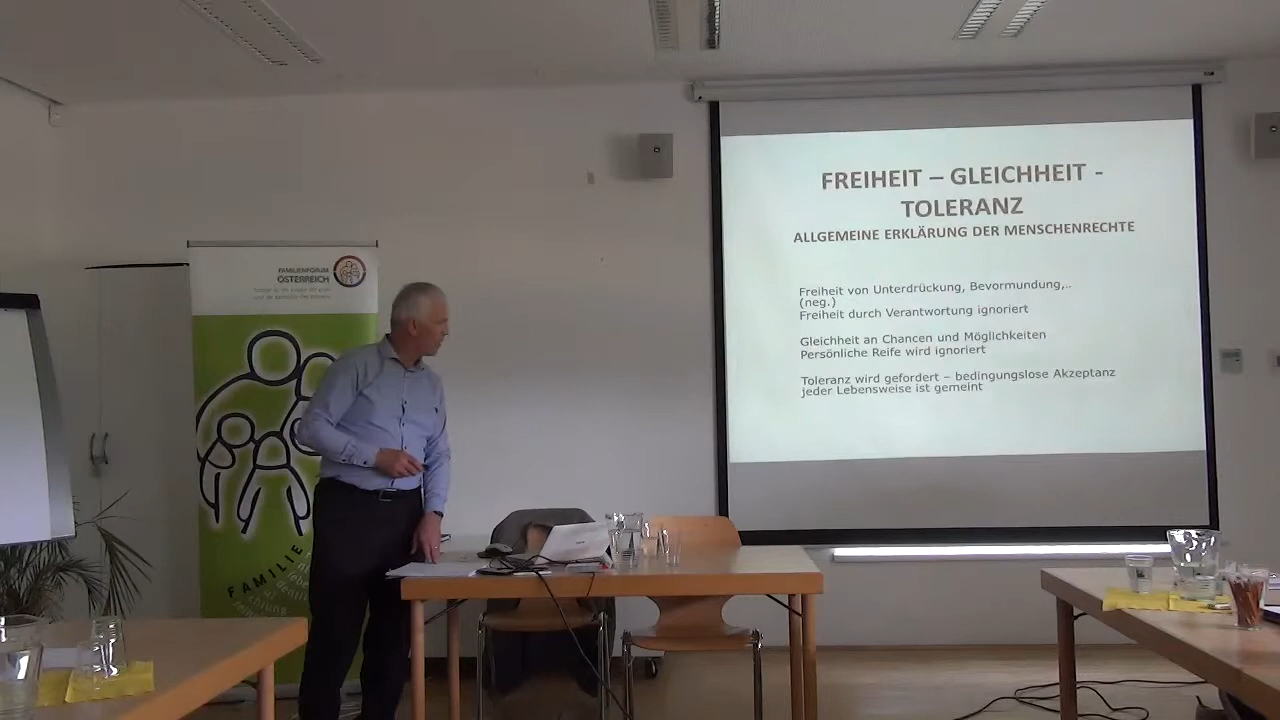 FAMILIENFORUM
ÖSTERREICH
FAMILIE
FREIHEIT – GLEICHHEIT -
TOLERANZ
ALLGEMEINE ERKLÄRUNG DER MENSCHENRECHTE
Freiheit von Unterdrückung, Bevormundung,..
(neg.)
Freiheit durch Verantwortung ignoriert
Gleichheit an Chancen und Möglichkeiten
Persönliche Reife wird ignoriert
Toleranz wird gefordert – bedingungslose Akzeptanz
jeder Lebensweise ist gemeint